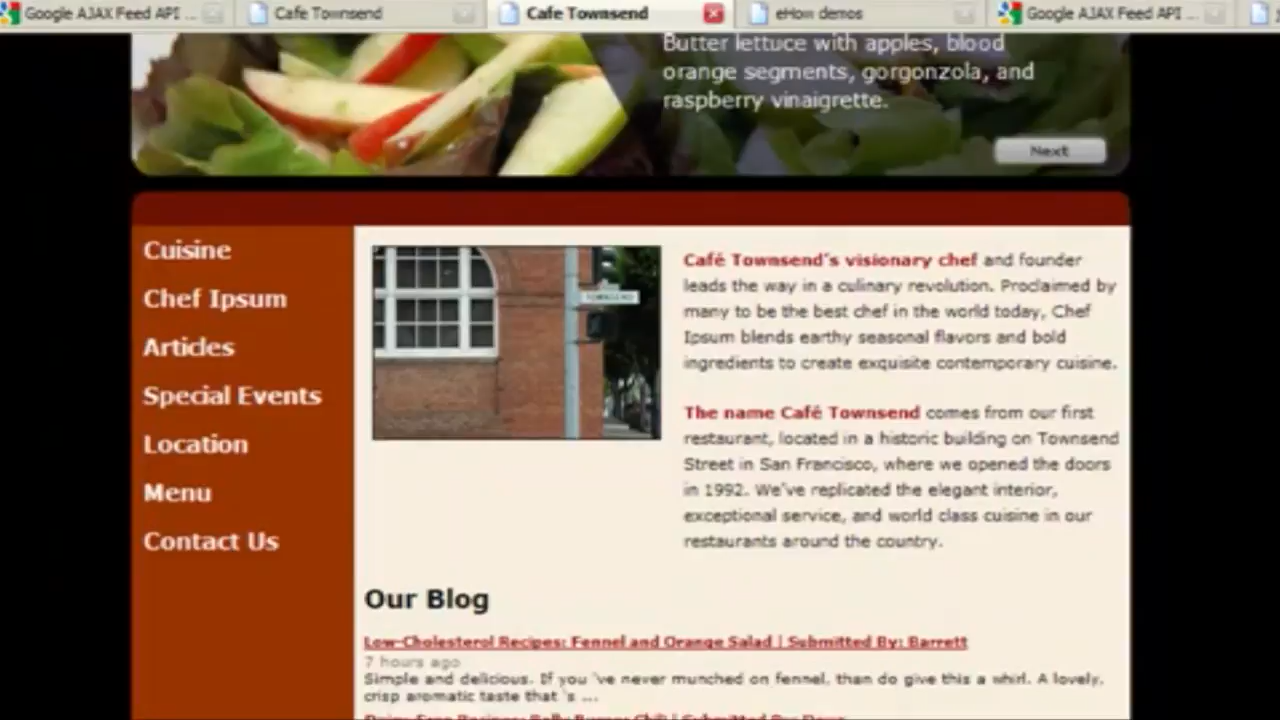 Google AJAX Feed API ...
Cafe Townsend
Cafe Townsend
eHow demos
Google AJAX Feed API ...
Butter lettuce with apples, blood
orange segments, gorgonzola, and
raspberry vinaigrette.
Next
Cuisine
Chef Ipsum
Articles
Special Events
Location
Menu
Contact Us
Café Townsend's visionary chef and founder
leads the way in a culinary revolution. Proclaimed by
many to be the best chef in the world today, Chef
Ipsum blends earthy seasonal flavors and bold
ingredients to create exquisite contemporary cuisine.
The name Café Townsend comes from our first
restaurant, located in a historic building on Townsend
Street in San Francisco, where we opened the doors
in 1992. We've replicated the elegant interior,
exceptional service, and world class cuisine in our
restaurants around the country.
Our Blog
Low-Cholesterol Recipes: Fennel and Orange Salad | Submitted By: Barrett
7 hours ago
Simple and delicious. If you 've never munched on fennel, than do give this a whirl. A lovely,
crisp aromatic taste that 's ...